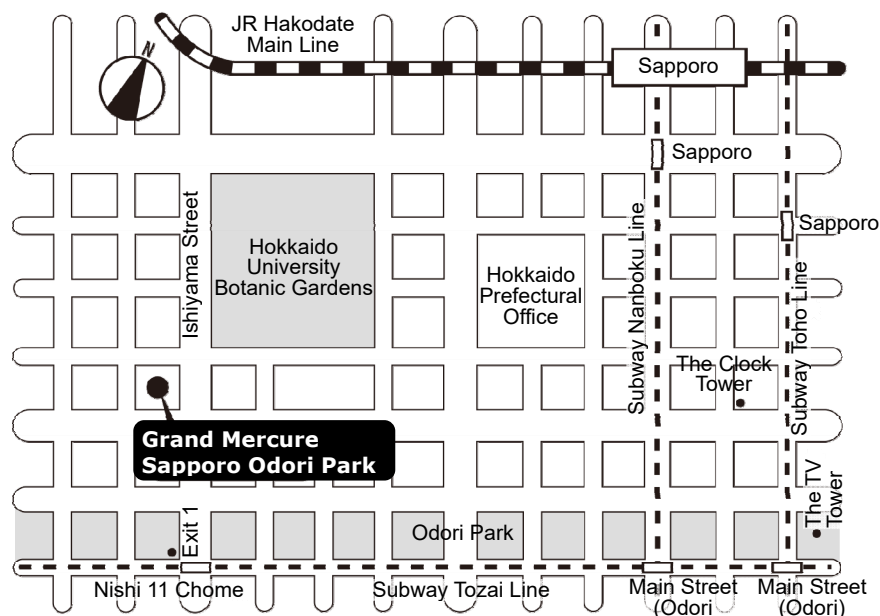 JR Hakodate
Main Line
N
Sapporo
Sapporo
Sapporo
Ishiyama Street
Hokkaido
University
Botanic Gardens
Hokkaido
Prefectural
Office
Subway Nanboku Line
Subway Toho Line
The Clock
Tower
Grand Mercure
Sapporo Odori Park
Exit 1
Odori Park
The TV
Tower
Nishi 11 Chome
Subway Tozai Line
Main Street
(Odori
Main Street
(Odori)